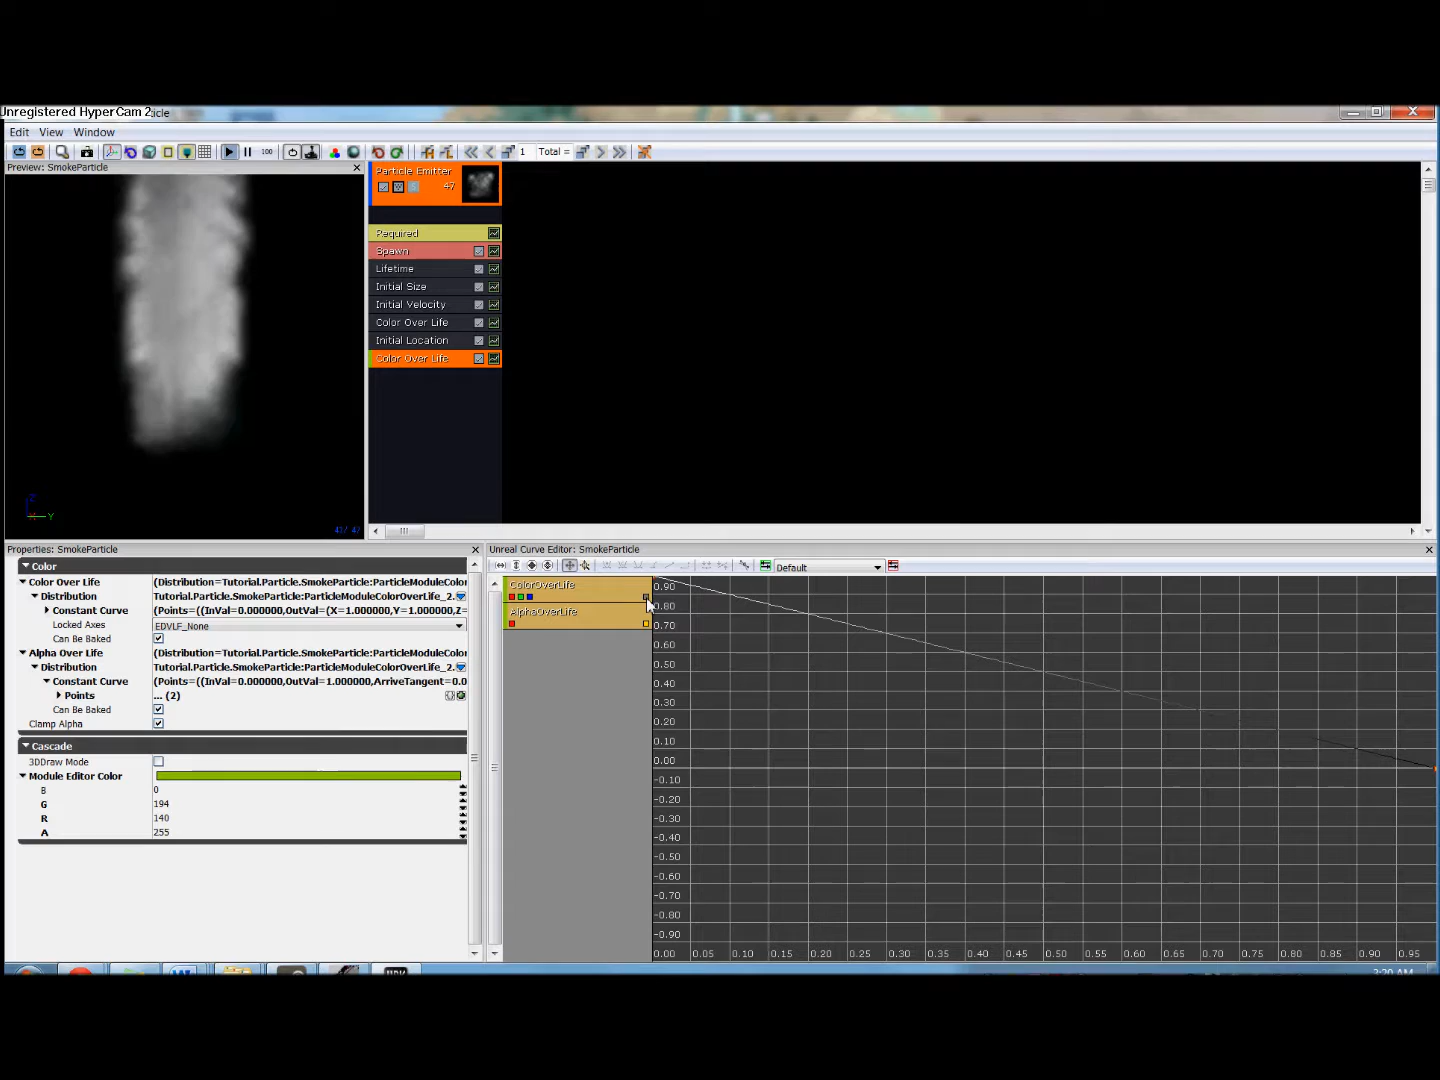 Unregistered HyperCam 2
icle
Edit View Window
100
1 Total =
Preview: SmokeParticle
Particle Emitter
47
Required
Spawn
Lifetime
Initial Size
Initial Velocity
Color Over Life
Initial Location
Color Over Life
Z
X Y
41/ 47
Properties: SmokeParticle
Color
Color Over Life (Distribution=Tutorial.Particle.SmokeParticle:ParticleModuleColor
Distribution Tutorial.Particle.SmokeParticle:ParticleModuleColorOverLife_2.
Constant Curve (Points=((InVal=0.000000,OutVal=(X=1.000000,Y=1.000000,Z=
Locked Axes EDVLF_None
Can Be Baked
Alpha Over Life (Distribution=Tutorial.Particle.SmokeParticle:ParticleModuleColor
Distribution Tutorial.Particle.SmokeParticle:ParticleModuleColorOverLife_2.
Constant Curve (Points=((InVal=0.000000,OutVal=1.000000,ArriveTangent=0.0
Points ... (2)
Can Be Baked
Clamp Alpha
Cascade
3DDraw Mode
Module Editor Color
B 0
G 194
R 140
A 255
Unreal Curve Editor: SmokeParticle
Default
ColorOverLife
AlphaOverLife
0.90
0.80
0.70
0.60
0.50
0.40
0.30
0.20
0.10
0.00
-0.10
-0.20
-0.30
-0.40
-0.50
-0.60
-0.70
-0.80
-0.90
0.00 0.05 0.10 0.15 0.20 0.25 0.30 0.35 0.40 0.45 0.50 0.55 0.60 0.65 0.70 0.75 0.80 0.85 0.90 0.95
3:20 AM